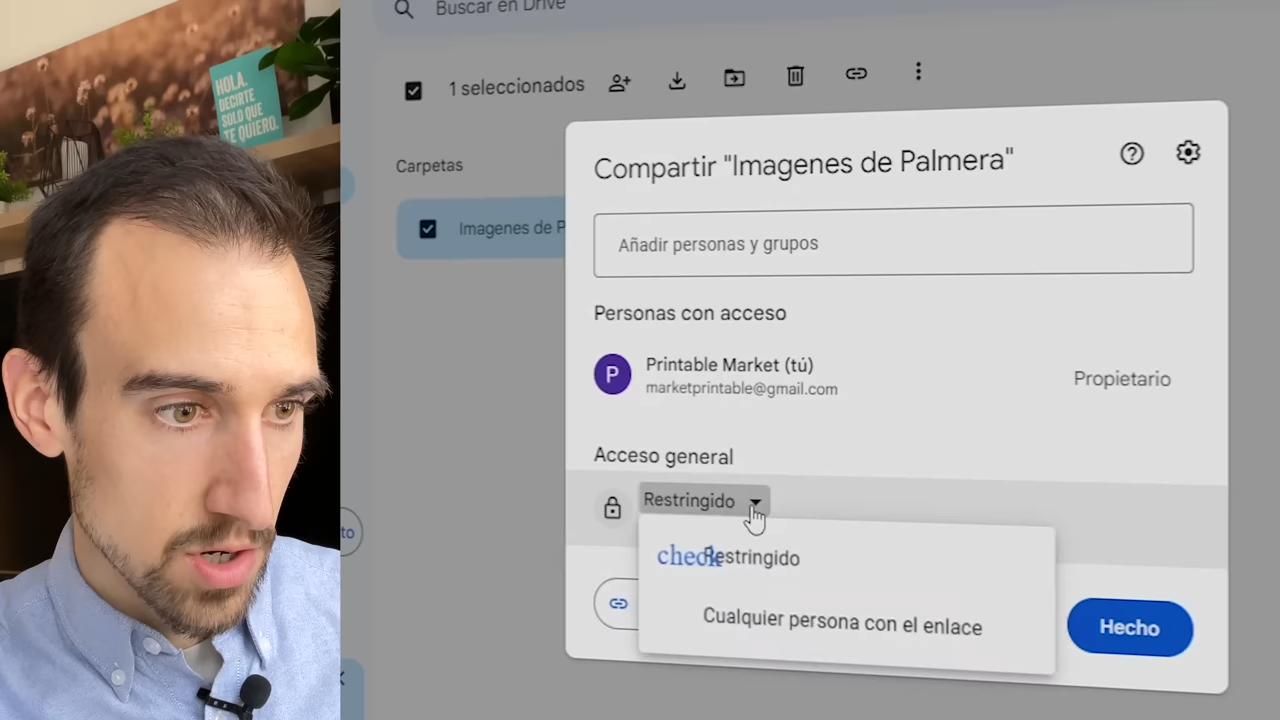 Buscar en Drive
HOLA.
DECIRTE
SOLO QUE
TE QUIERO.
1 seleccionados
Carpetas
Imagenes de P
Compartir "Imagenes de Palmera"
Añadir personas y grupos
Personas con acceso
P
Printable Market (tú)
marketprintable@gmail.com
Propietario
Acceso general
Restringido
check
Restringido
Cualquier persona con el enlace
to
Hecho